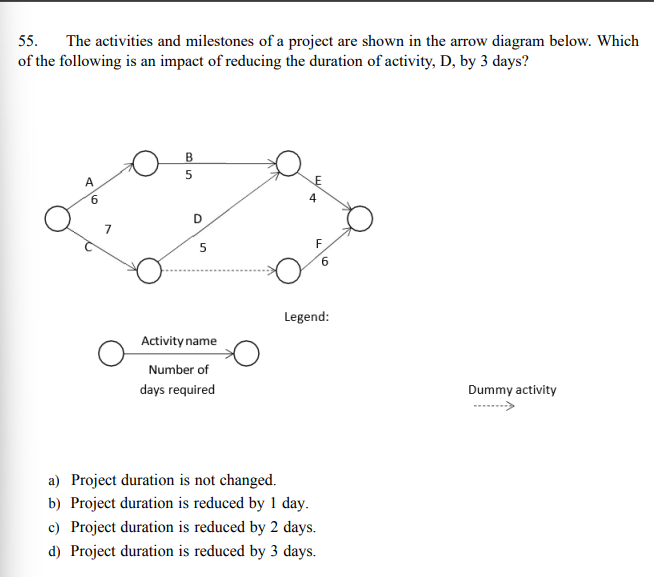 55. The activities and milestones of a project are shown in the arrow diagram below. Which
of the following is an impact of reducing the duration of activity, D, by 3 days?
B
5
A
6
E
4
7
D
5
C
F
6
Legend:
Activity name
Number of
days required
Dummy activity
a) Project duration is not changed.
b) Project duration is reduced by 1 day.
c) Project duration is reduced by 2 days.
d) Project duration is reduced by 3 days.